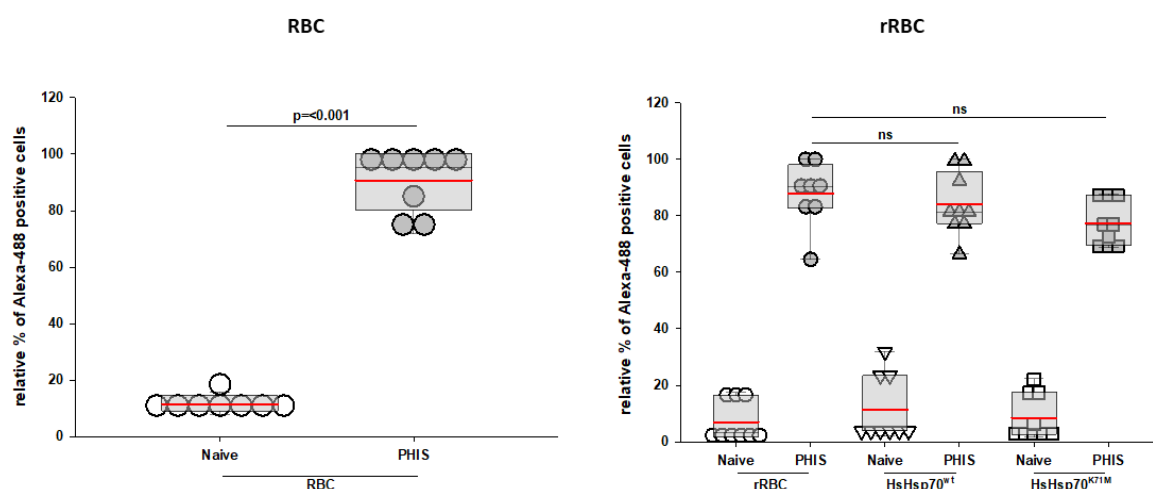 RBC
relative % of Alexa-488 positive cells
120
100
80
60
40
20
0
p=<0.001
Naive PHIS
RBC
rRBC
relative % of Alexa-488 positive cells
120
100
80
60
40
20
0
ns
ns
Naive PHIS Naive PHIS Naive PHIS
rRBC HsHsp70wt HsHsp70K71M